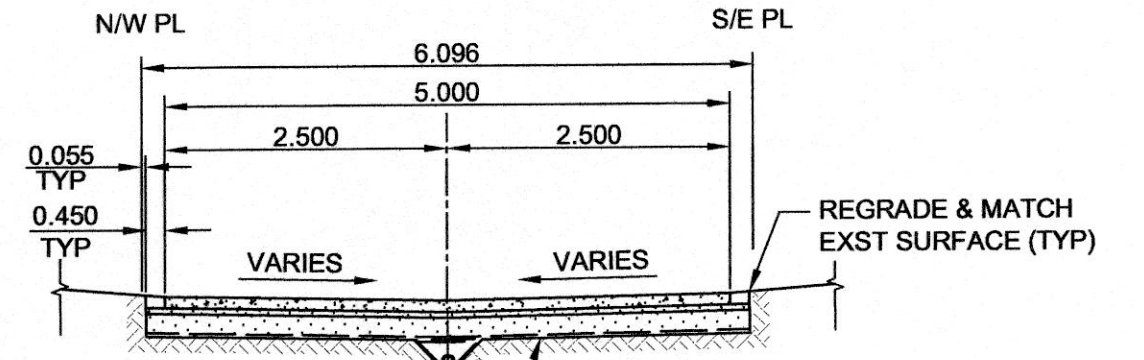 N/W PL
S/E PL
6.096
5.000
2.500
2.500
0.055
TYP
0.450
TYP
VARIES
VARIES
REGRADE & MATCH
EXST SURFACE (TYP)